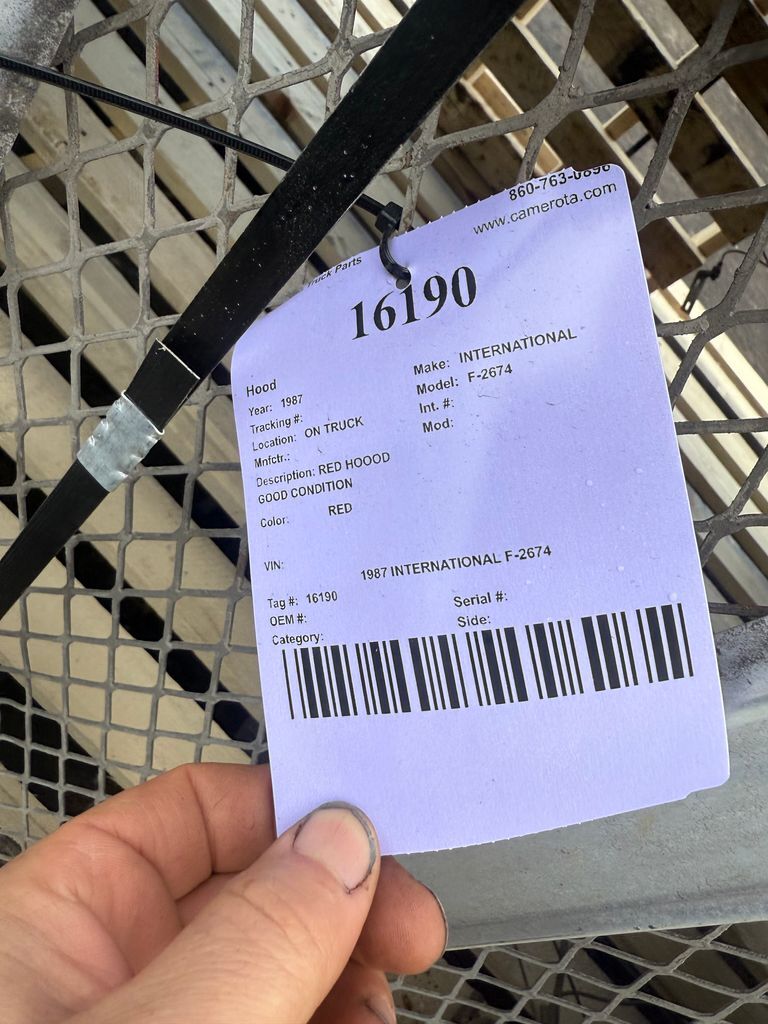 860-763-0896
www.camerota.com
Truck Parts
16190
Hood
Year: 1987
Tracking #:
Location: ON TRUCK
Mnfctr.:
Description: RED HOOOD
GOOD CONDITION
Color: RED
Make: INTERNATIONAL
Model: F-2674
Int. #:
Mod:
VIN:
1987 INTERNATIONAL F-2674
Tag #: 16190
OEM #:
Category:
Serial #:
Side: